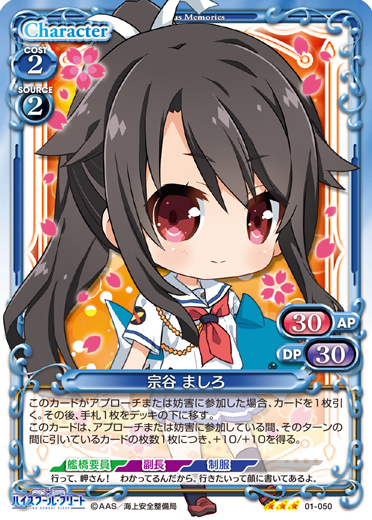 Character
us Memories
COST
2
SOURCE
2
30 AP
DP 30
宗谷 ましろ
このカードがアプローチまたは妨害に参加した場合、カードを1枚引
く。その後、手札1枚をデッキの下に移す。
このカードは、アプローチまたは妨害に参加している間、そのターンの
間に引いているカードの枚数1枚につき、+10/+10を得る。
艦橋要員 副長 制服
行って、岬さん! わかってるんだから、行きたいって顔に書いてあるよ。
ハイスクール・フリート
©AAS/海上安全整備局
01-050